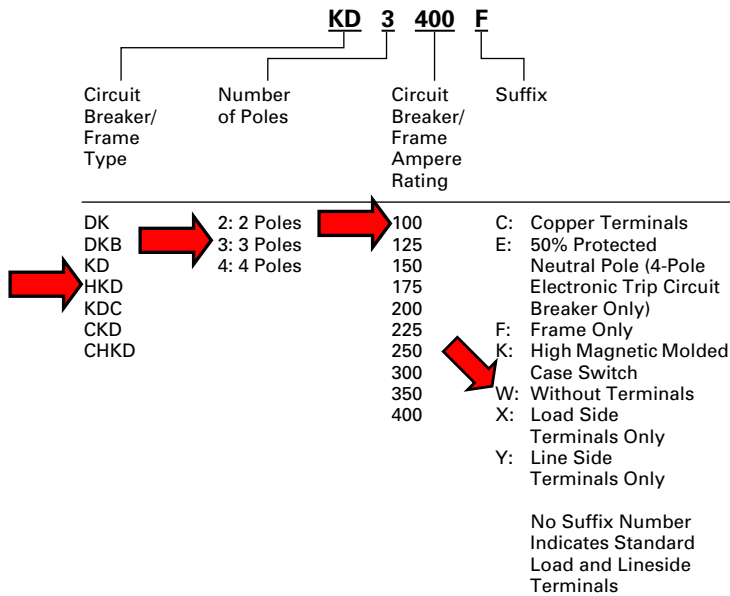 KD 3 400 F
Circuit
Breaker/
Frame
Type
Number
of Poles
Circuit
Breaker/
Frame
Ampere
Rating
Suffix
DK
DKB
KD
HKD
KDC
CKD
CHKD
2: 2 Poles
3: 3 Poles
4: 4 Poles
100
125
150
175
200
225
250
300
350
400
C: Copper Terminals
E: 50% Protected
Neutral Pole (4-Pole
Electronic Trip Circuit
Breaker Only)
F: Frame Only
K: High Magnetic Molded
Case Switch
W: Without Terminals
X: Load Side
Terminals Only
Y: Line Side
Terminals Only
No Suffix Number
Indicates Standard
Load and Lineside
Terminals